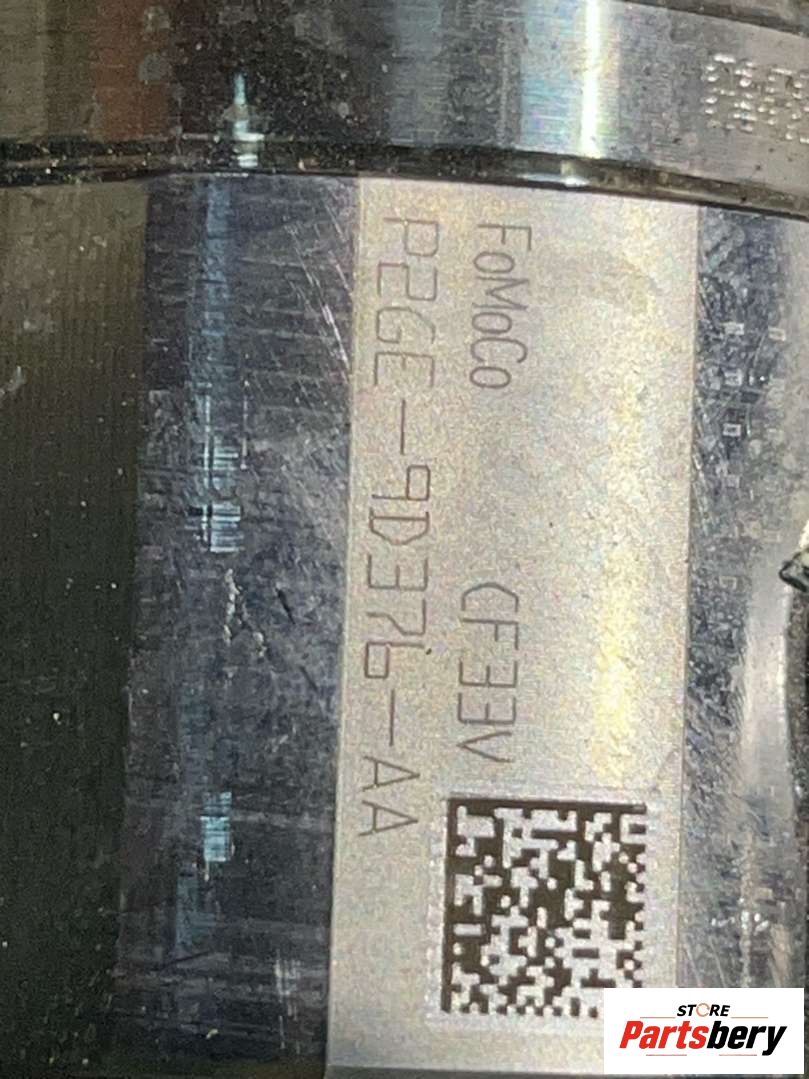 FoMoCo CF33V
P2GE-9D376-AA
STORE
Partsbery